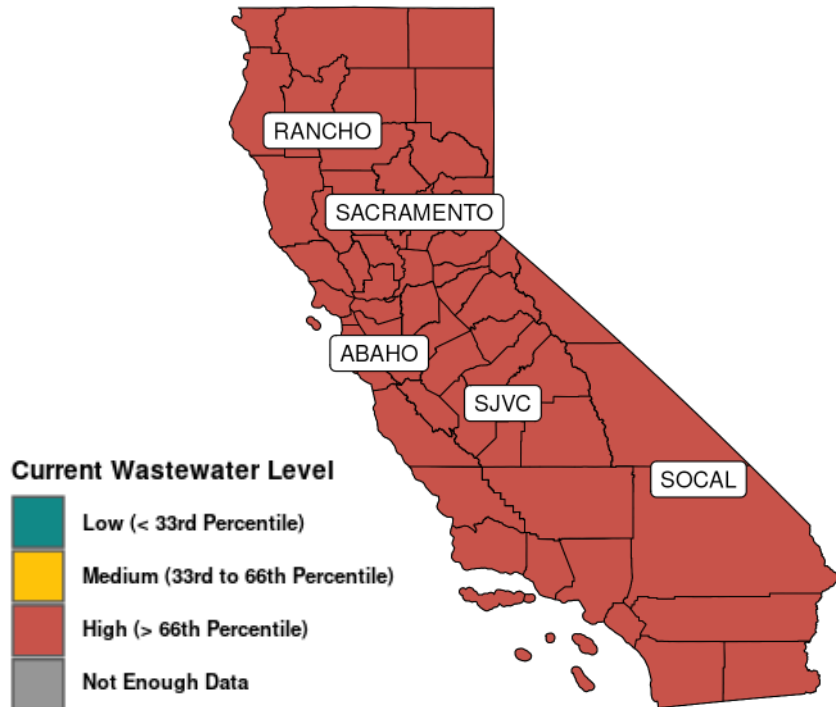 RANCHO
SACRAMENTO
ABAHO
SJVC
SOCAL
Current Wastewater Level
Low (< 33rd Percentile)
Medium (33rd to 66th Percentile)
High (> 66th Percentile)
Not Enough Data